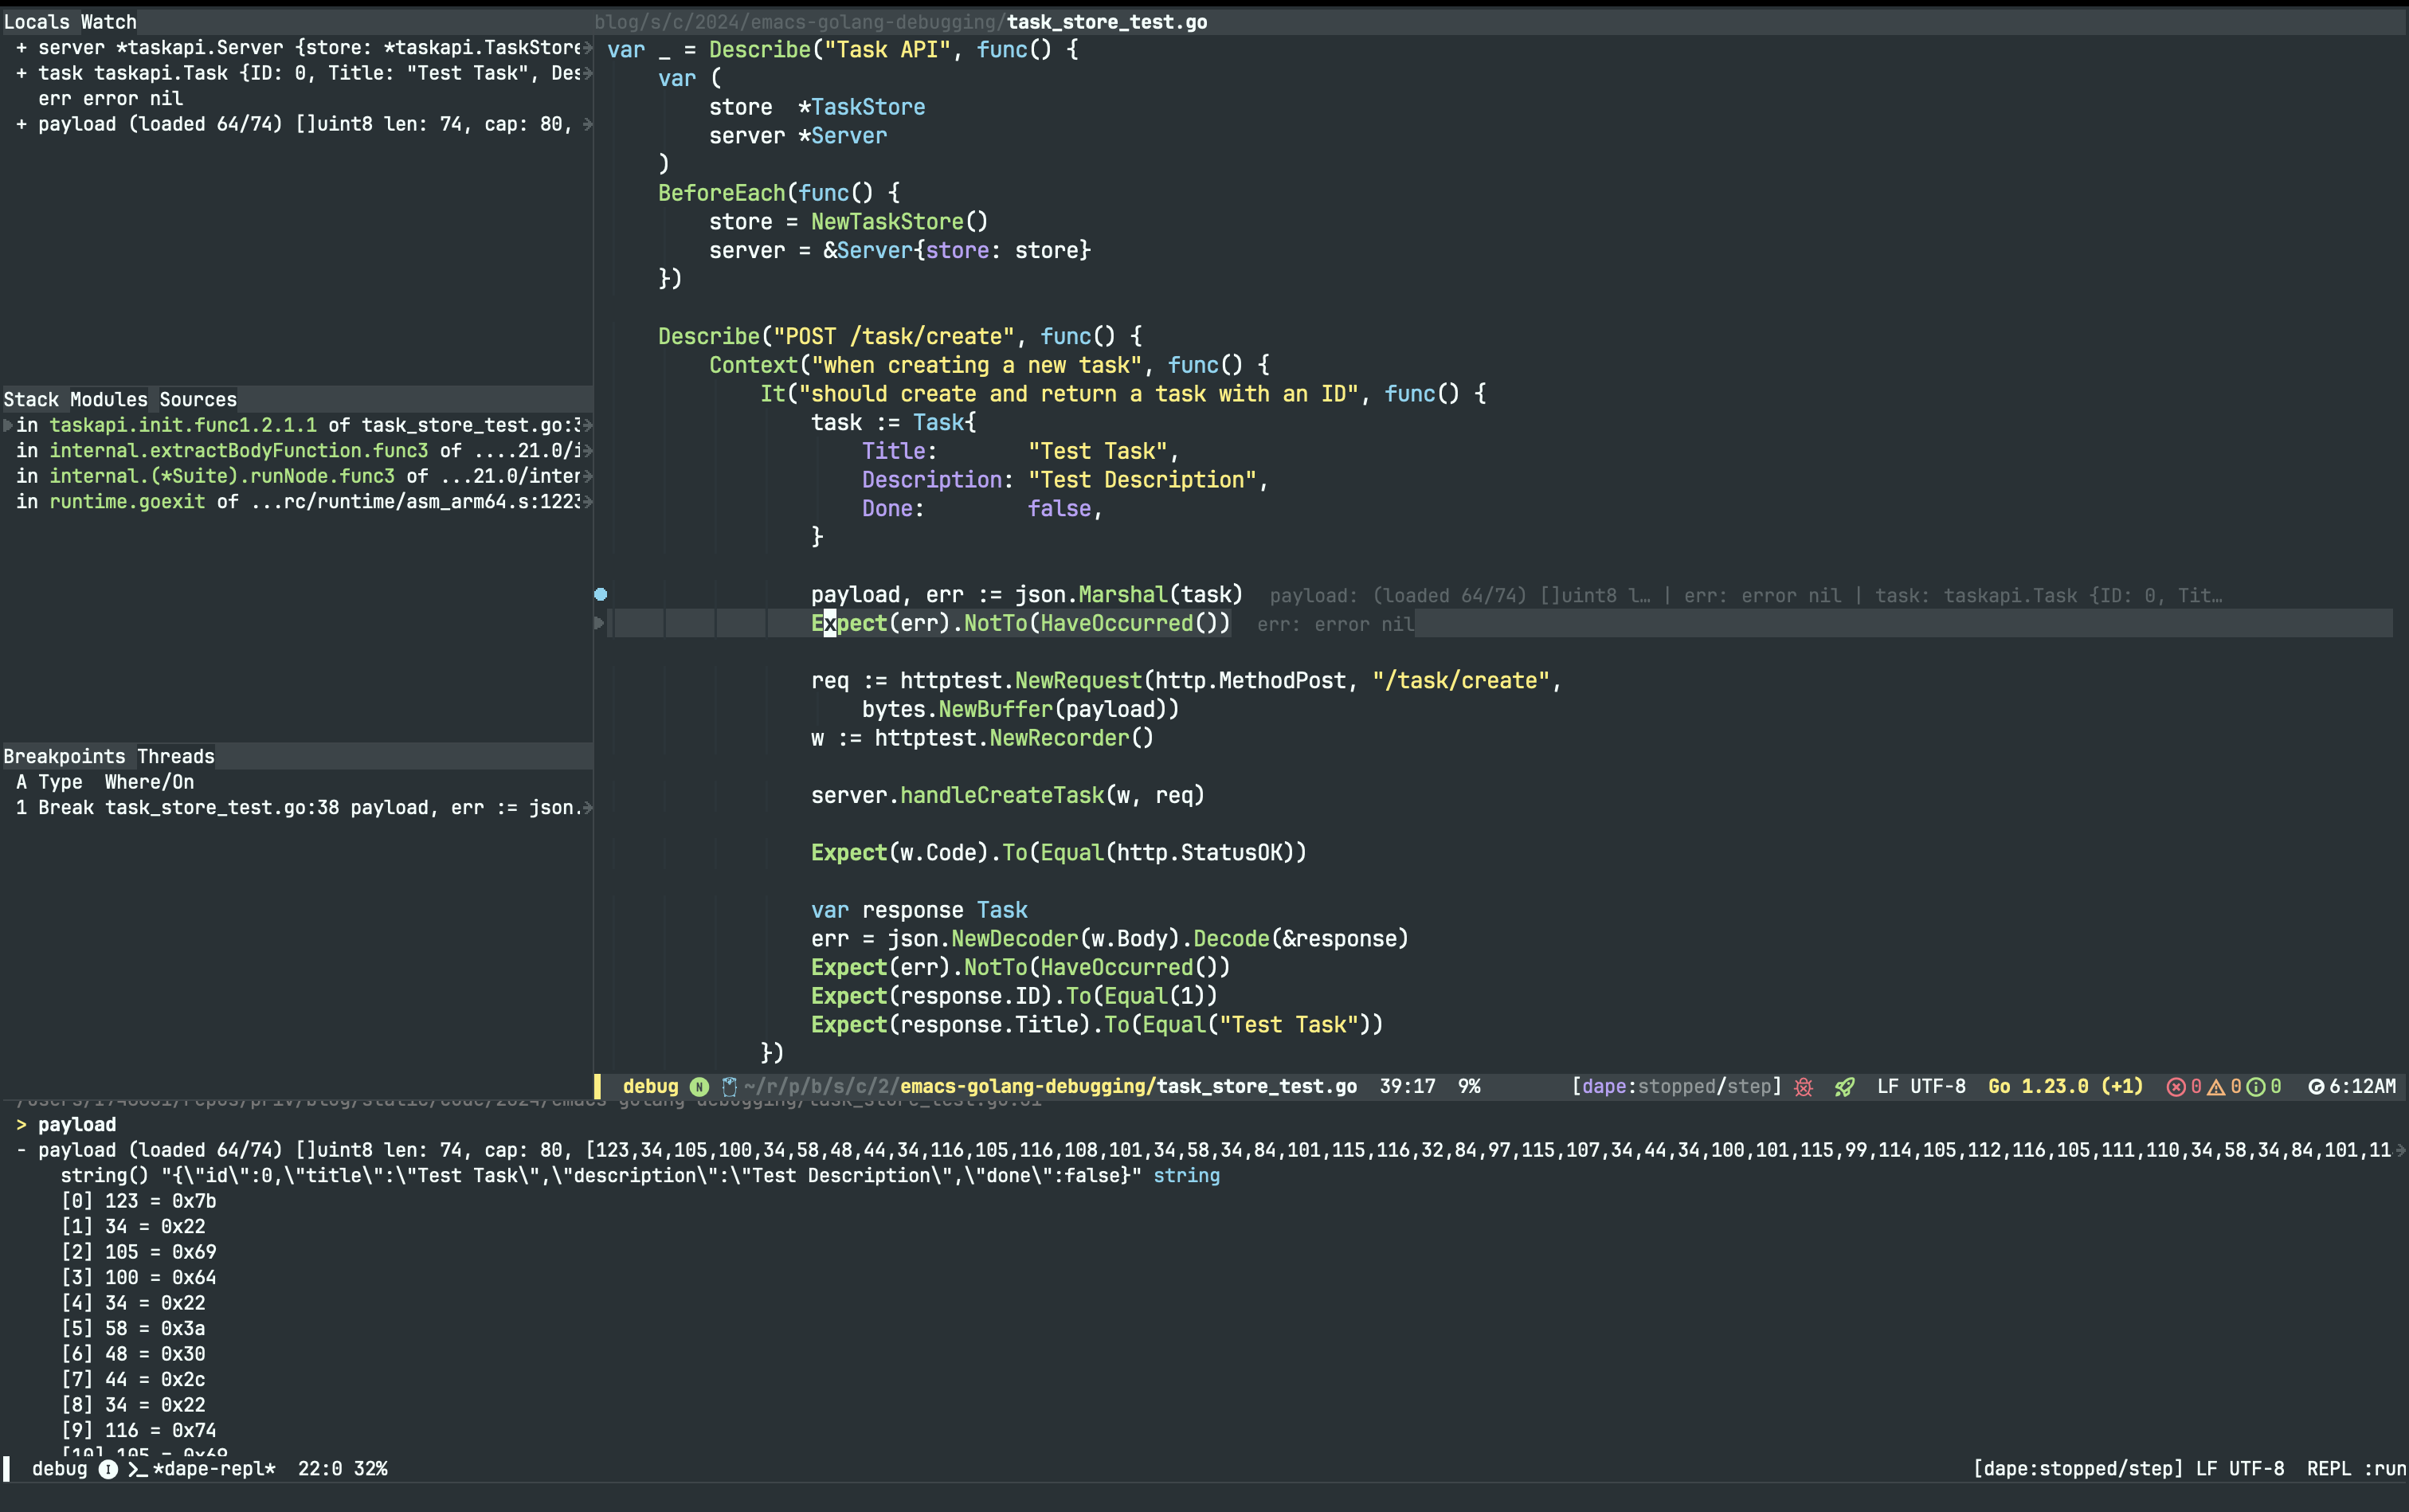 Locals Watch
+ server *taskapi.Server {store: *taskapi.TaskStore
+ task taskapi.Task {ID: 0, Title: "Test Task", Des
err error nil
+ payload (loaded 64/74) []uint8 len: 74, cap: 80,
Stack Modules Sources
in taskapi.init.func1.2.1.1 of task_store_test.go:3
in internal.extractBodyFunction.func3 of ....21.0/i
in internal.(*Suite).runNode.func3 of ...21.0/inter
in runtime.goexit of ...rc/runtime/asm_arm64.s:1223
Breakpoints Threads
A Type Where/On
1 Break task_store_test.go:38 payload, err := json.
blog/s/c/2024/emacs-golang-debugging/task_store_test.go
var _ = Describe("Task API", func() {
var (
store *TaskStore
server *Server
)
BeforeEach(func() {
store = NewTaskStore()
server = &Server{store: store}
})
Describe("POST /task/create", func() {
Context("when creating a new task", func() {
It("should create and return a task with an ID", func() {
task := Task{
Title: "Test Task",
Description: "Test Description",
Done: false,
}
payload, err := json.Marshal(task) payload: (loaded 64/74) []uint8 l… | err: error nil | task: taskapi.Task {ID: 0, Tit…
Expect(err).NotTo(HaveOccurred()) err: error nil
req := httptest.NewRequest(http.MethodPost, "/task/create",
bytes.NewBuffer(payload))
w := httptest.NewRecorder()
server.handleCreateTask(w, req)
Expect(w.Code).To(Equal(http.StatusOK))
var response Task
err = json.NewDecoder(w.Body).Decode(&response)
Expect(err).NotTo(HaveOccurred())
Expect(response.ID).To(Equal(1))
Expect(response.Title).To(Equal("Test Task"))
})
debug N ~/r/p/b/s/c/2/emacs-golang-debugging/task_store_test.go 39:17 9% [dape:stopped/step] LF UTF-8 Go 1.23.0 (+1) 0 0 0 6:12AM
> payload
- payload (loaded 64/74) []uint8 len: 74, cap: 80, [123,34,105,100,34,58,48,44,34,116,105,116,108,101,34,58,34,84,101,115,116,32,84,97,115,107,34,44,34,100,101,115,99,114,105,112,116,105,111,110,34,58,34,84,101,11
string() "{\"id\":0,\"title\":\"Test Task\",\"description\":\"Test Description\",\"done\":false}" string
[0] 123 = 0x7b
[1] 34 = 0x22
[2] 105 = 0x69
[3] 100 = 0x64
[4] 34 = 0x22
[5] 58 = 0x3a
[6] 48 = 0x30
[7] 44 = 0x2c
[8] 34 = 0x22
[9] 116 = 0x74
[10] 105 = 0x69
debug I *dape-repl* 22:0 32% [dape:stopped/step] LF UTF-8 REPL :run